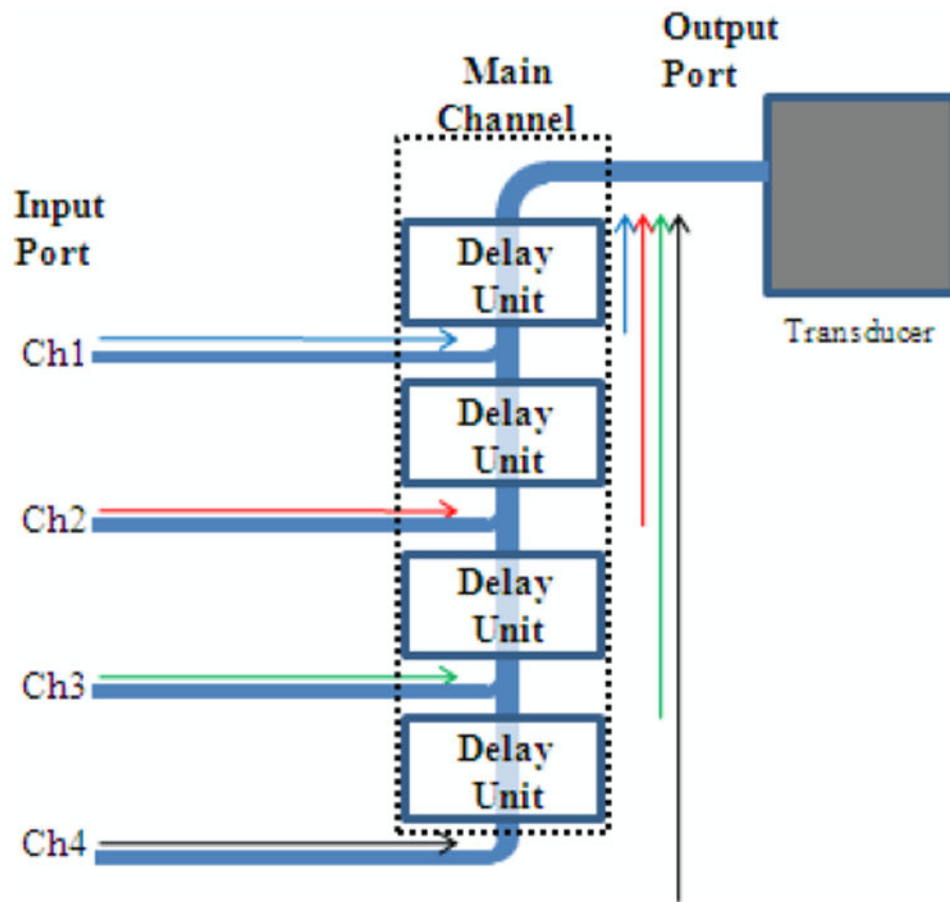 Output
Port
Main
Channel
Input
Port
Delay
Unit
Transducer
Ch1
Delay
Unit
Ch2
Delay
Unit
Ch3
Delay
Unit
Ch4